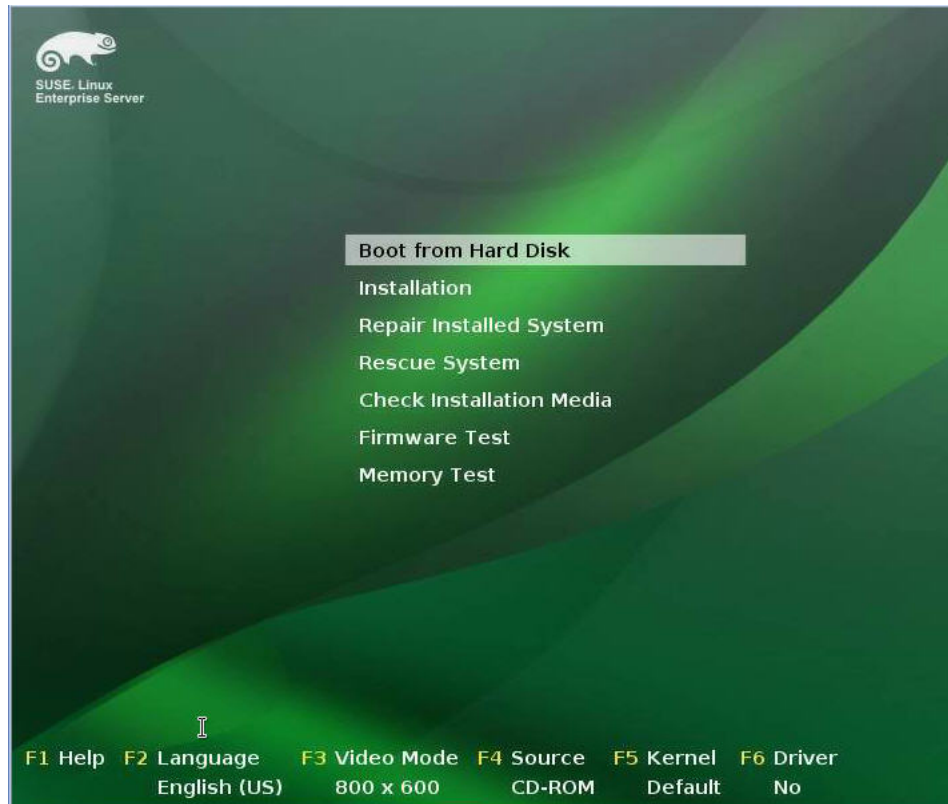 SUSE. Linux
Enterprise Server
Boot from Hard Disk
Installation
Repair Installed System
Rescue System
Check Installation Media
Firmware Test
Memory Test
F1 Help F2 Language F3 Video Mode F4 Source F5 Kernel F6 Driver
English (US) 800 x 600 CD-ROM Default No